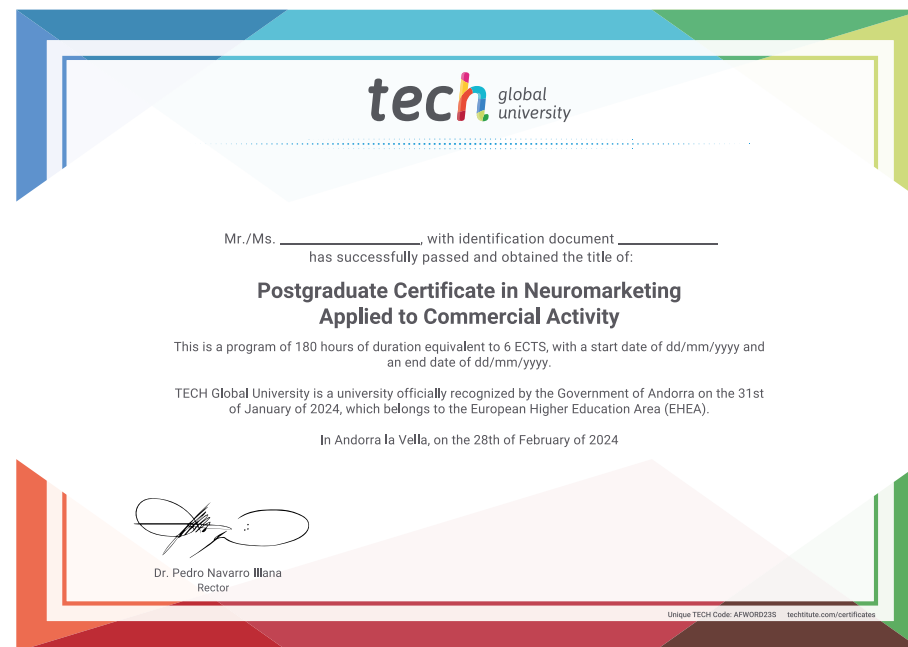 tech global university
Mr./Ms. ____________________, with identification document ______________
has successfully passed and obtained the title of:
Postgraduate Certificate in Neuromarketing
Applied to Commercial Activity
This is a program of 180 hours of duration equivalent to 6 ECTS, with a start date of dd/mm/yyyy and
an end date of dd/mm/yyyy.
TECH Global University is a university officially recognized by the Government of Andorra on the 31st
of January of 2024, which belongs to the European Higher Education Area (EHEA).
In Andorra la Vella, on the 28th of February of 2024
Dr. Pedro Navarro Illana
Rector
Unique TECH Code: AFWORD23S techtitute.com/certificates